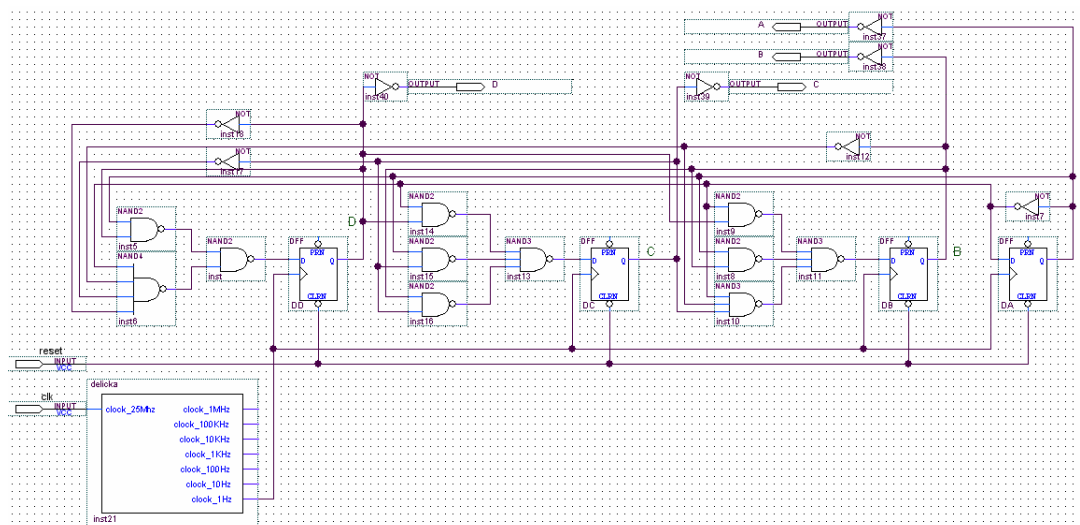 A OUTPUT NOT
inst37
B OUTPUT NOT
inst38
NOT OUTPUT D
inst40
NOT OUTPUT C
inst39
NOT
inst18
NOT
inst17
NOT
inst12
NOT
inst7
NAND2
inst5
NAND4
inst6
NAND2
inst
DFF
PRN
D Q
CLRN
DD
D
NAND2
inst14
NAND2
inst15
NAND2
inst16
NAND3
inst13
DFF
PRN
D Q
CLRN
DC
C
NAND2
inst9
NAND2
inst8
NAND3
inst10
NAND3
inst11
DFF
PRN
D Q
CLRN
DB
B
DFF
PRN
D Q
CLRN
DA
reset
INPUT
VCC
clk
INPUT
VCC
delicka
clock_25Mhz clock_1MHz
clock_100KHz
clock_10KHz
clock_1KHz
clock_100Hz
clock_10Hz
clock_1Hz
inst21